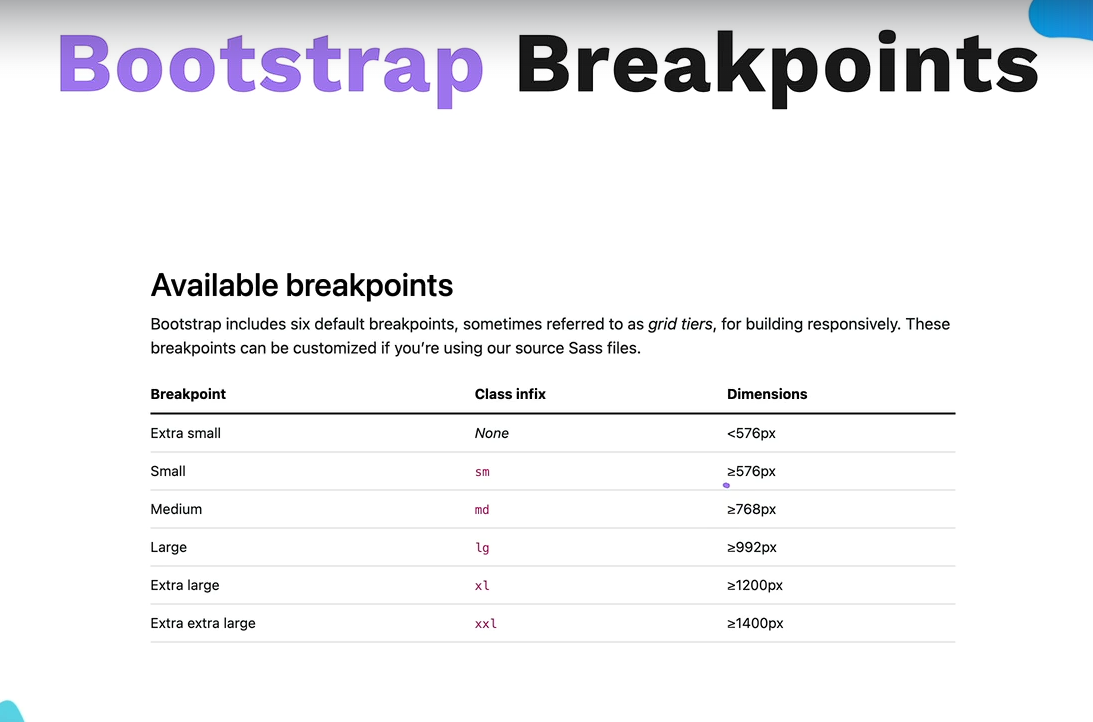 Bootstrap Breakpoints
Available breakpoints
Bootstrap includes six default breakpoints, sometimes referred to as grid tiers, for building responsively. These
breakpoints can be customized if you’re using our source Sass files.
Breakpoint Class infix Dimensions
Extra small None <576px
Small sm ≥576px
Medium md ≥768px
Large lg ≥992px
Extra large xl ≥1200px
Extra extra large xxl ≥1400px